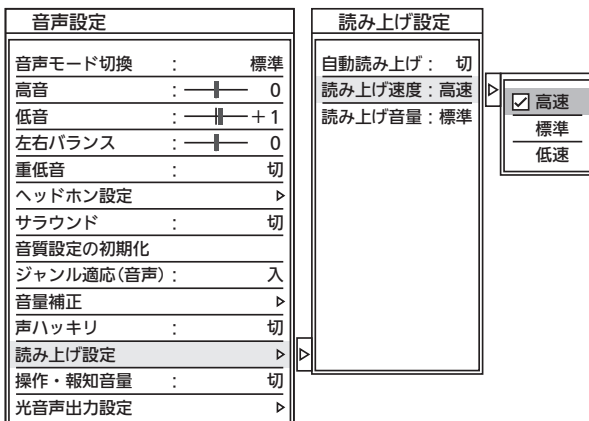 音声設定
音声モード切換 : 標準
高音 : 0
低音 : +1
左右バランス : 0
重低音 : 切
ヘッドホン設定
サラウンド : 切
音質設定の初期化
ジャンル適応(音声) : 入
音量補正
声ハッキリ : 切
読み上げ設定
操作・報知音量 : 切
光音声出力設定
読み上げ設定
自動読み上げ : 切
読み上げ速度 : 高速
読み上げ音量 : 標準
高速
標準
低速